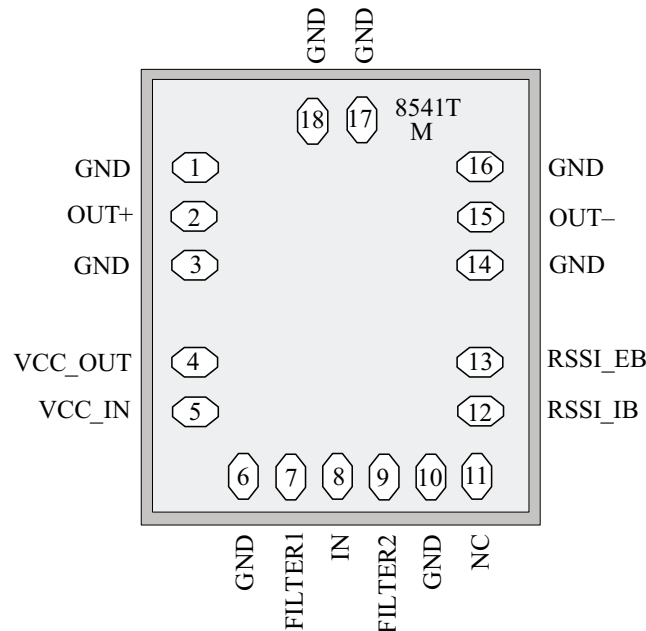 GND GND
18 17 8541T
M
GND 1 16 GND
OUT+ 2 15 OUT–
GND 3 14 GND
VCC_OUT 4 13 RSSI_EB
VCC_IN 5 12 RSSI_IB
6 7 8 9 10 11
GND FILTER1 IN FILTER2 GND NC